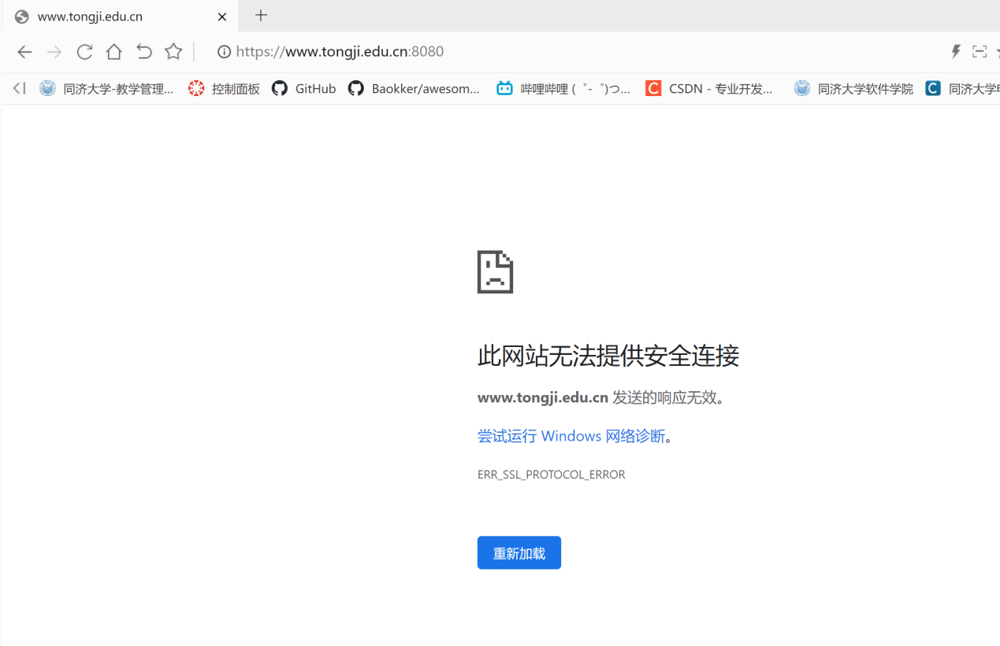 www.tongji.edu.cn
https://www.tongji.edu.cn:8080
同济大学-教学管理... 控制面板 GitHub Baokker/awesom... 哔哩哔哩 (゜-゜)つ... CSDN - 专业开发... 同济大学软件学院 同济大学
此网站无法提供安全连接
www.tongji.edu.cn 发送的响应无效。
尝试运行 Windows 网络诊断。
ERR_SSL_PROTOCOL_ERROR
重新加载